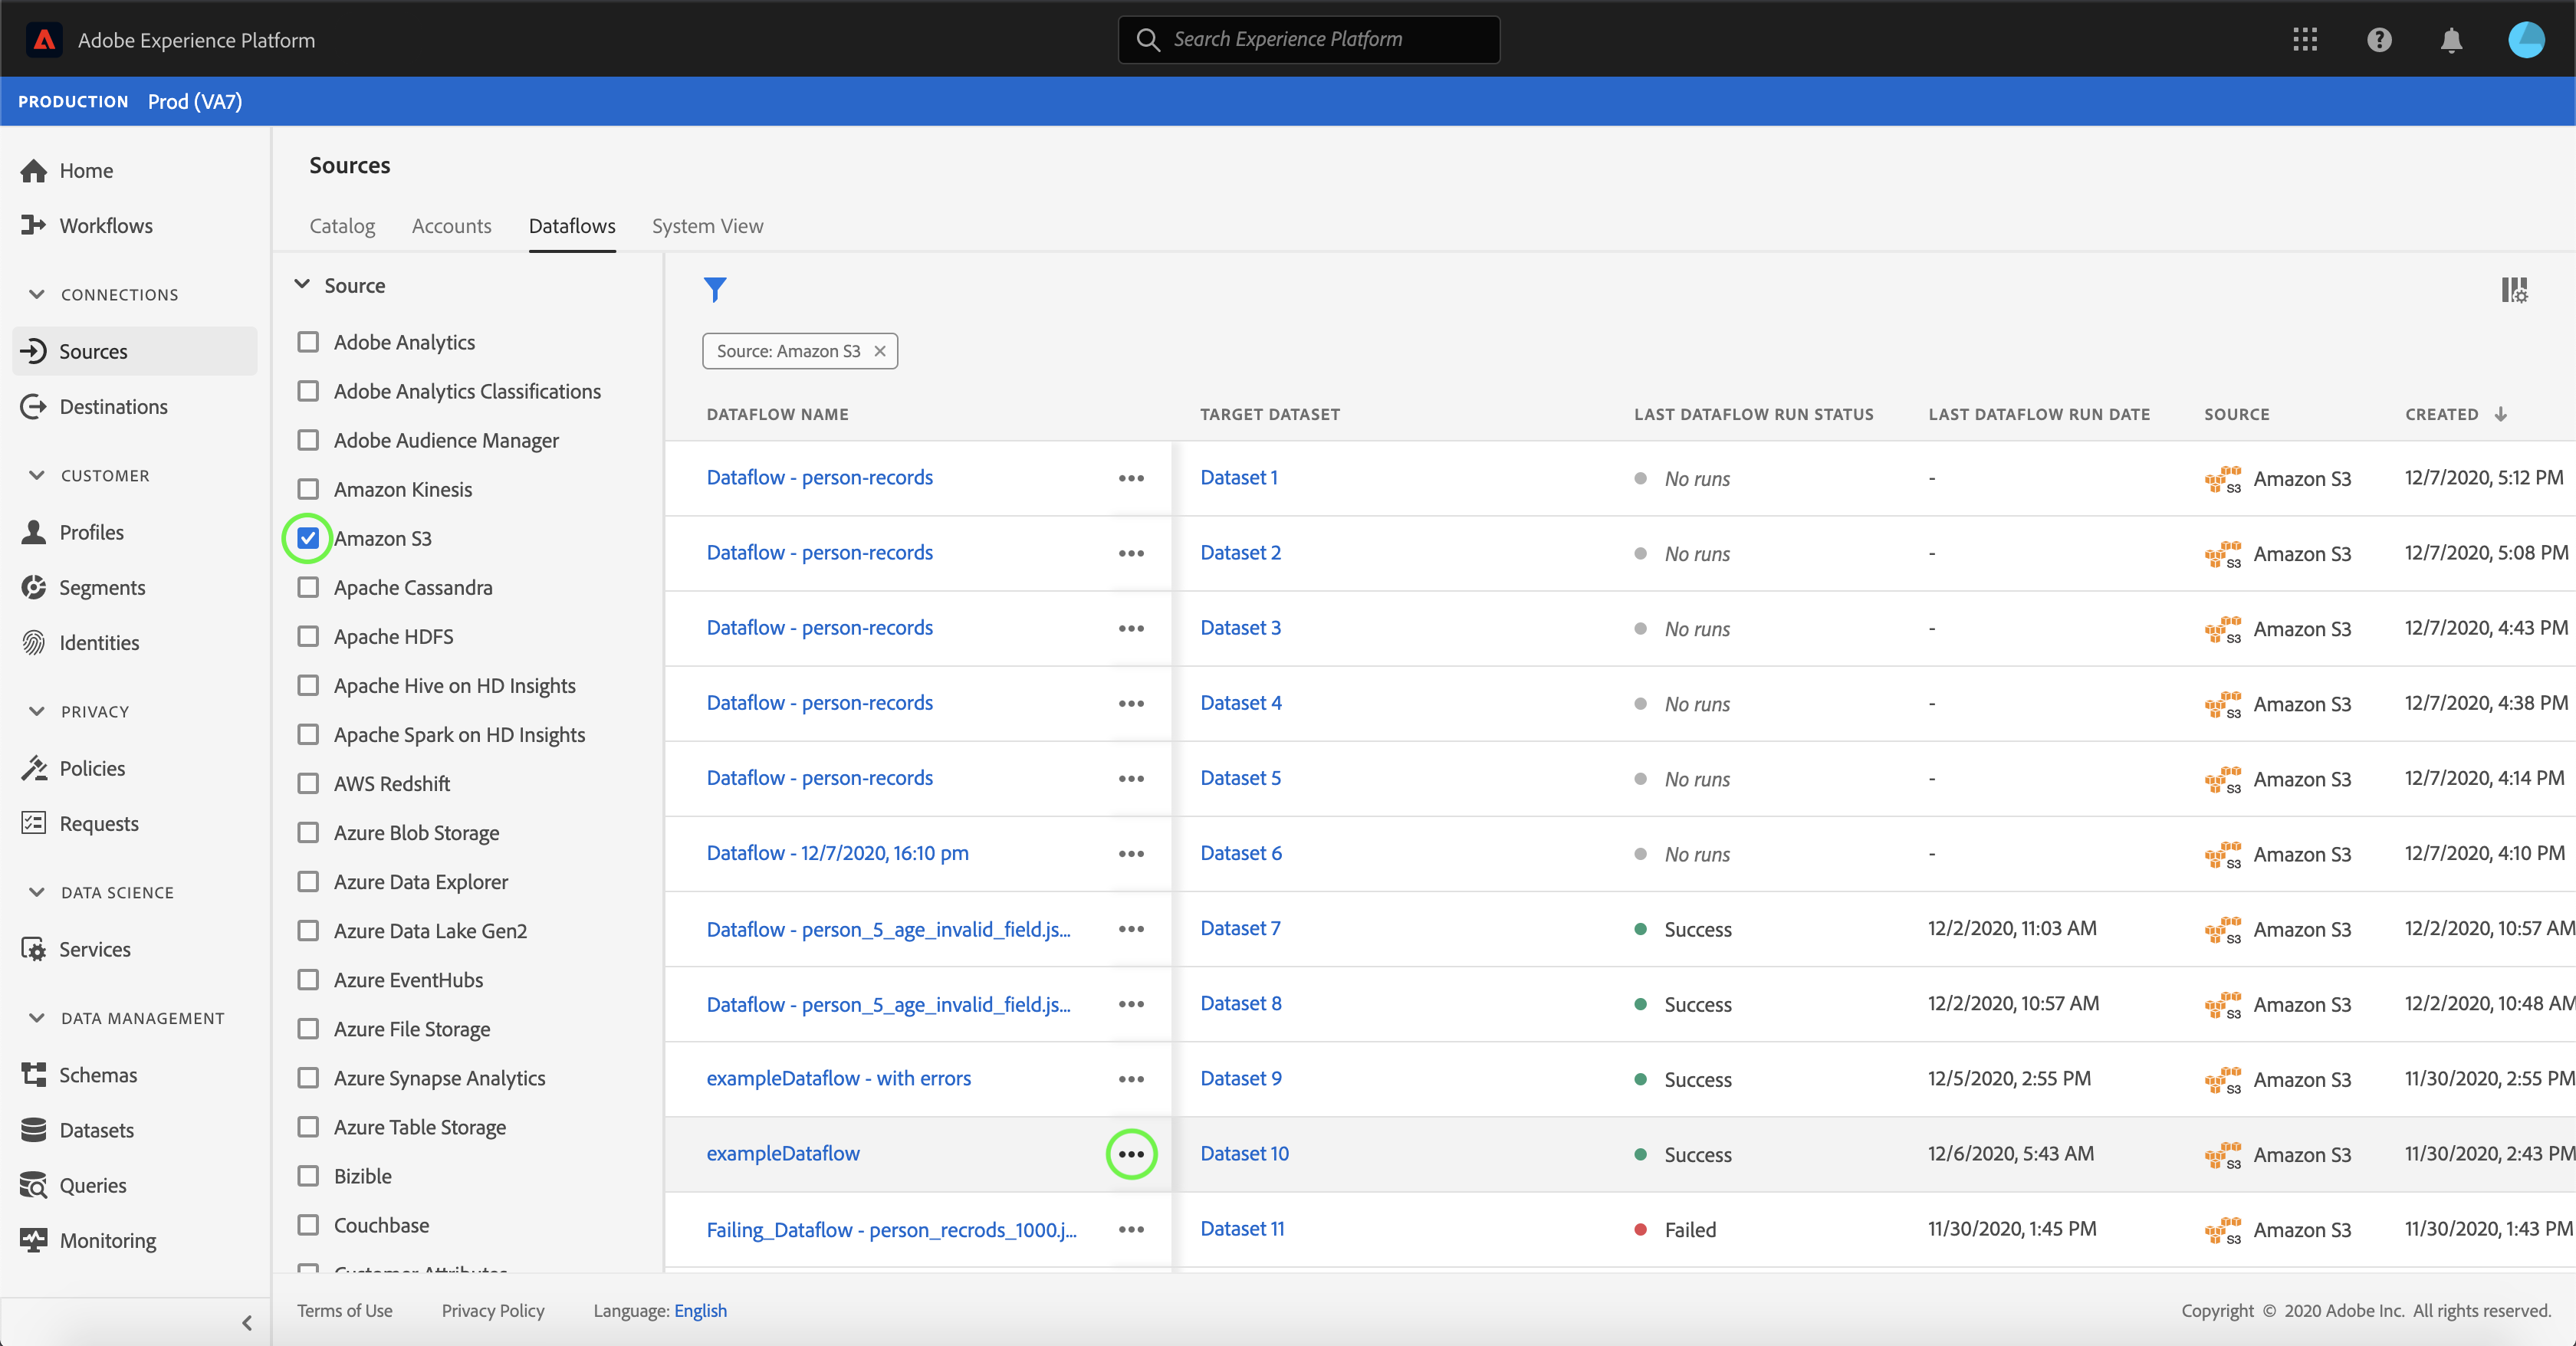 Adobe Experience Platform
Search Experience Platform
PRODUCTION Prod (VA7)
Home
Workflows
CONNECTIONS
Sources
Destinations
CUSTOMER
Profiles
Segments
Identities
PRIVACY
Policies
Requests
DATA SCIENCE
Services
DATA MANAGEMENT
Schemas
Datasets
Queries
Monitoring
Sources
Catalog Accounts Dataflows System View
Source
Adobe Analytics
Adobe Analytics Classifications
Adobe Audience Manager
Amazon Kinesis
Amazon S3
Apache Cassandra
Apache HDFS
Apache Hive on HD Insights
Apache Spark on HD Insights
AWS Redshift
Azure Blob Storage
Azure Data Explorer
Azure Data Lake Gen2
Azure EventHubs
Azure File Storage
Azure Synapse Analytics
Azure Table Storage
Bizible
Couchbase
Customer Attributes
Source: Amazon S3
DATAFLOW NAME TARGET DATASET LAST DATAFLOW RUN STATUS LAST DATAFLOW RUN DATE SOURCE CREATED
Dataflow - person-records Dataset 1 No runs - S3 Amazon S3 12/7/2020, 5:12 PM
Dataflow - person-records Dataset 2 No runs - S3 Amazon S3 12/7/2020, 5:08 PM
Dataflow - person-records Dataset 3 No runs - S3 Amazon S3 12/7/2020, 4:43 PM
Dataflow - person-records Dataset 4 No runs - S3 Amazon S3 12/7/2020, 4:38 PM
Dataflow - person-records Dataset 5 No runs - S3 Amazon S3 12/7/2020, 4:14 PM
Dataflow - 12/7/2020, 16:10 pm Dataset 6 No runs - S3 Amazon S3 12/7/2020, 4:10 PM
Dataflow - person_5_age_invalid_field.js... Dataset 7 Success 12/2/2020, 11:03 AM S3 Amazon S3 12/2/2020, 10:57 AM
Dataflow - person_5_age_invalid_field.js... Dataset 8 Success 12/2/2020, 10:57 AM S3 Amazon S3 12/2/2020, 10:48 AM
exampleDataflow - with errors Dataset 9 Success 12/5/2020, 2:55 PM S3 Amazon S3 11/30/2020, 2:55 PM
exampleDataflow Dataset 10 Success 12/6/2020, 5:43 AM S3 Amazon S3 11/30/2020, 2:43 PM
Failing_Dataflow - person_recrods_1000.j... Dataset 11 Failed 11/30/2020, 1:45 PM S3 Amazon S3 11/30/2020, 1:43 PM
Terms of Use Privacy Policy Language: English Copyright © 2020 Adobe Inc. All rights reserved.